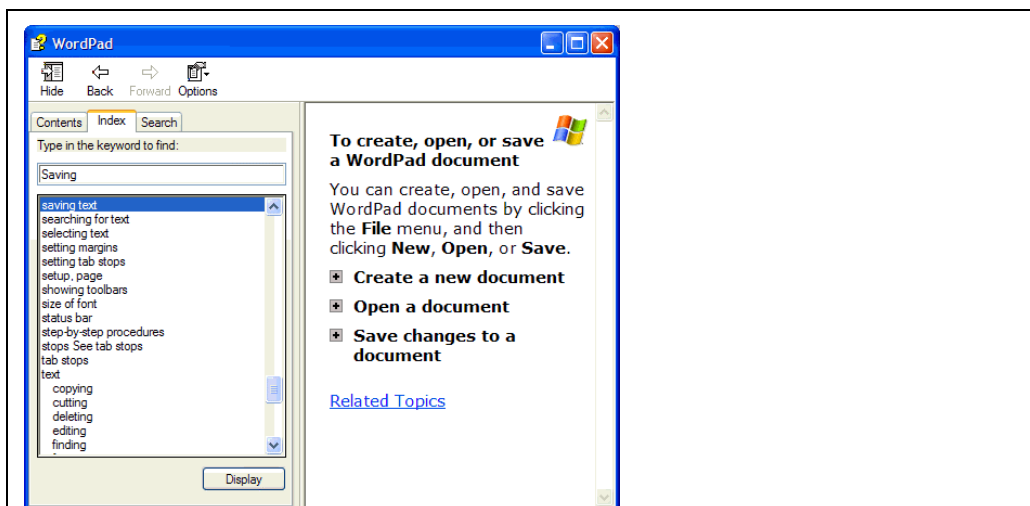 WordPad
Hide Back Forward Options
Contents Index Search
Type in the keyword to find:
Saving
saving text
searching for text
selecting text
setting margins
setting tab stops
setup, page
showing toolbars
size of font
status bar
step-by-step procedures
stops See tab stops
tab stops
text
copying
cutting
deleting
editing
finding
Display
To create, open, or save
a WordPad document
You can create, open, and save
WordPad documents by clicking
the File menu, and then
clicking New, Open, or Save.
Create a new document
Open a document
Save changes to a
document
Related Topics